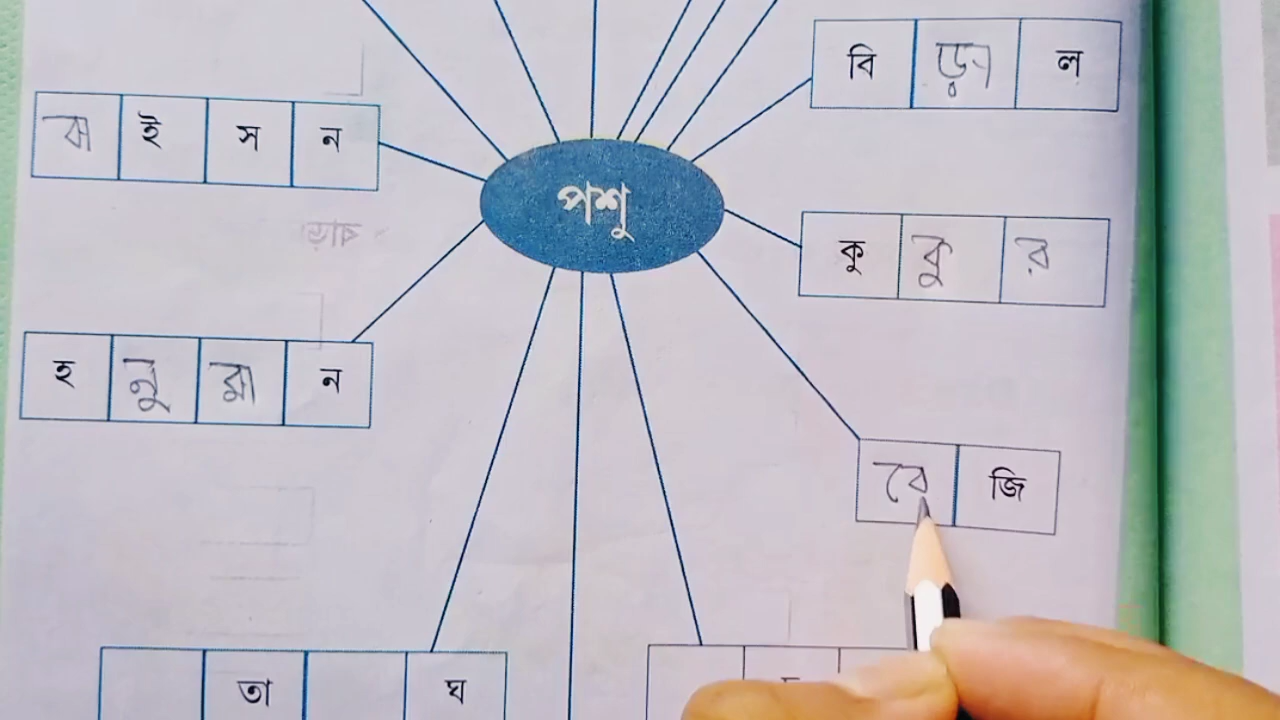 বি ড়া ল
বা ই স ন
পশু
কু কু র
হ নু মা ন
বে জি
তা ঘ